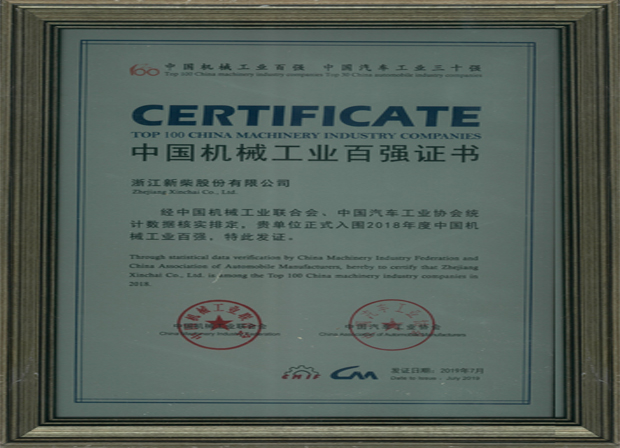 100 中国机械工业百强 中国汽车工业三十强
Top 100 China machinery industry companies Top 30 China automobile industry companies
CERTIFICATE
TOP 100 CHINA MACHINERY INDUSTRY COMPANIES
中国机械工业百强证书
浙江新柴股份有限公司
Zhejiang Xinchai Co., Ltd.
经中国机械工业联合会、中国汽车工业协会统
计数据核实排定,贵单位正式入围2018年度中国机
械工业百强,特此发证。
Through statistical data verification by China Machinery Industry Federation and
China Association of Automobile Manufacturers, hereby to certify that Zhejiang
Xinchai Co., Ltd. is among the Top 100 China machinery industry companies in
2018.
中国机械工业联合会 中国汽车工业协会
China Machinery Industry Federation China Association of Automobile Manufacturers
CMIF 发证日期:2019年7月
Date to Issue: July 2019